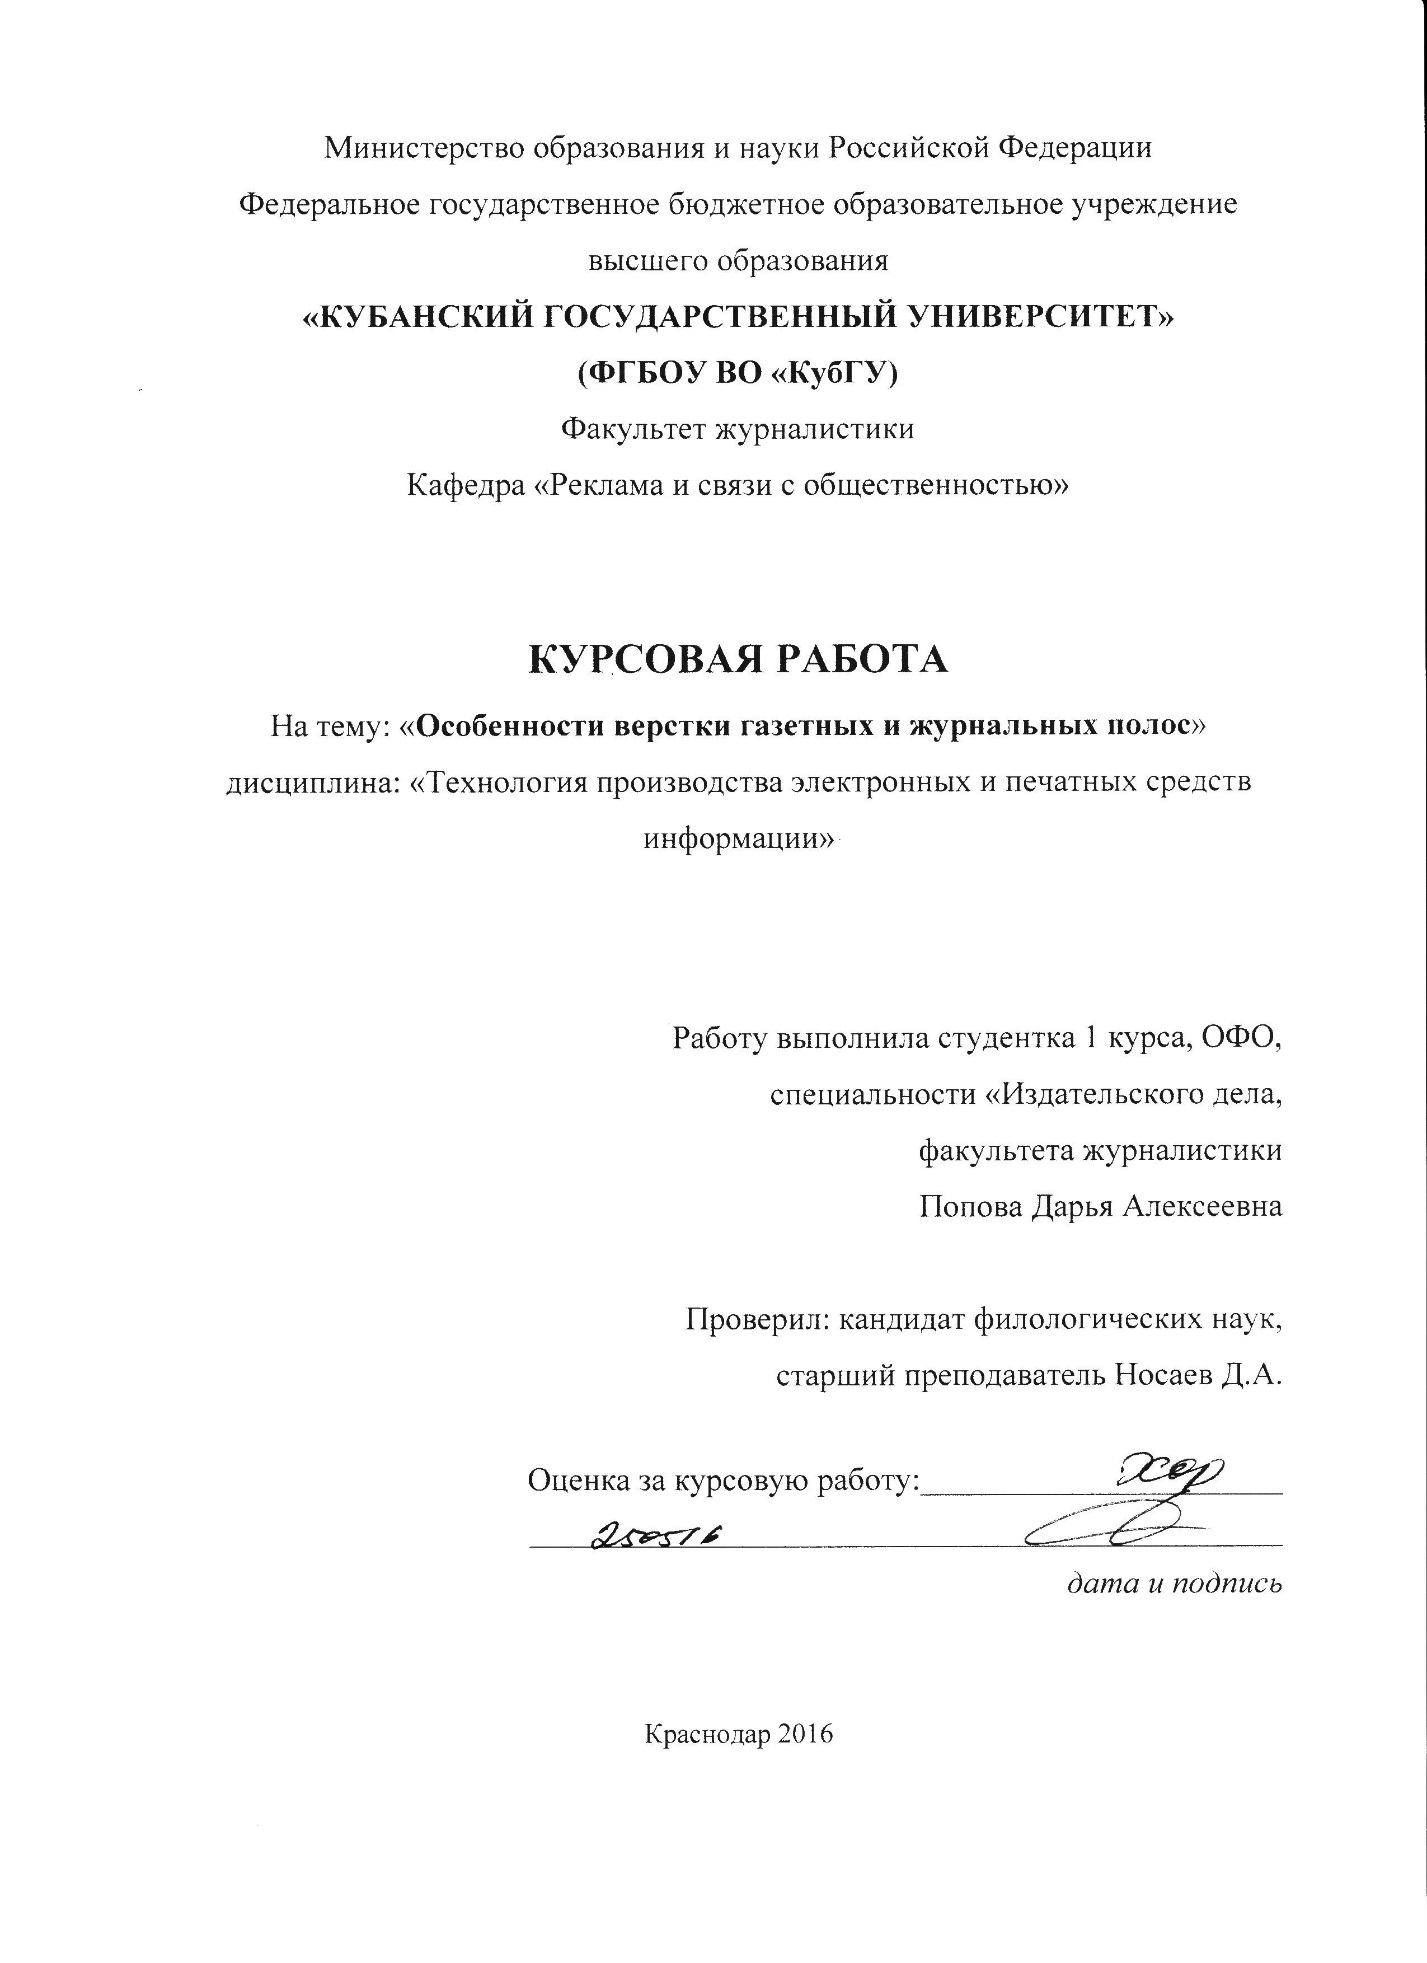 Министерство образования и науки Российской Федерации
Федеральное государственное бюджетное образовательное учреждение
высшего образования
«КУБАНСКИЙ ГОСУДАРСТВЕННЫЙ УНИВЕРСИТЕТ»
(ФГБОУ ВО «КубГУ)
Факультет журналистики
Кафедра «Реклама и связи с общественностью»
КУРСОВАЯ РАБОТА
На тему: «Особенности верстки газетных и журнальных полос»
дисциплина: «Технология производства электронных и печатных средств
информации»
Работу выполнила студентка 1 курса, ОФО,
специальности «Издательского дела,
факультета журналистики
Попова Дарья Алексеевна
Проверил: кандидат филологических наук,
старший преподаватель Носаев Д.А.
Оценка за курсовую работу: хор
250516
дата и подпись
Краснодар 2016